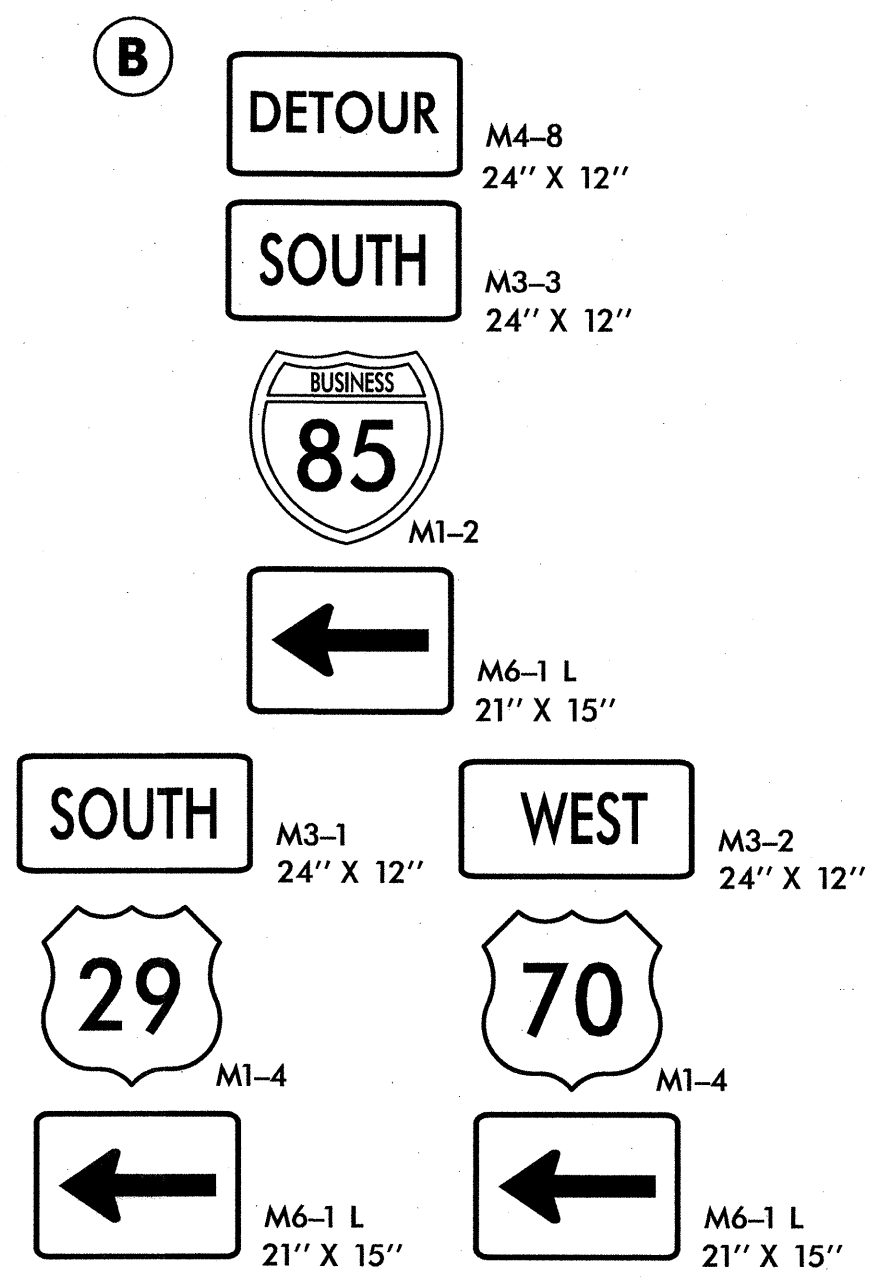 B
DETOUR
M4-8
24" X 12"
SOUTH
M3-3
24" X 12"
BUSINESS
85
M1-2
M6-1 L
21" X 15"
SOUTH
M3-1
24" X 12"
WEST
M3-2
24" X 12"
29
M1-4
70
M1-4
M6-1 L
21" X 15"
M6-1 L
21" X 15"